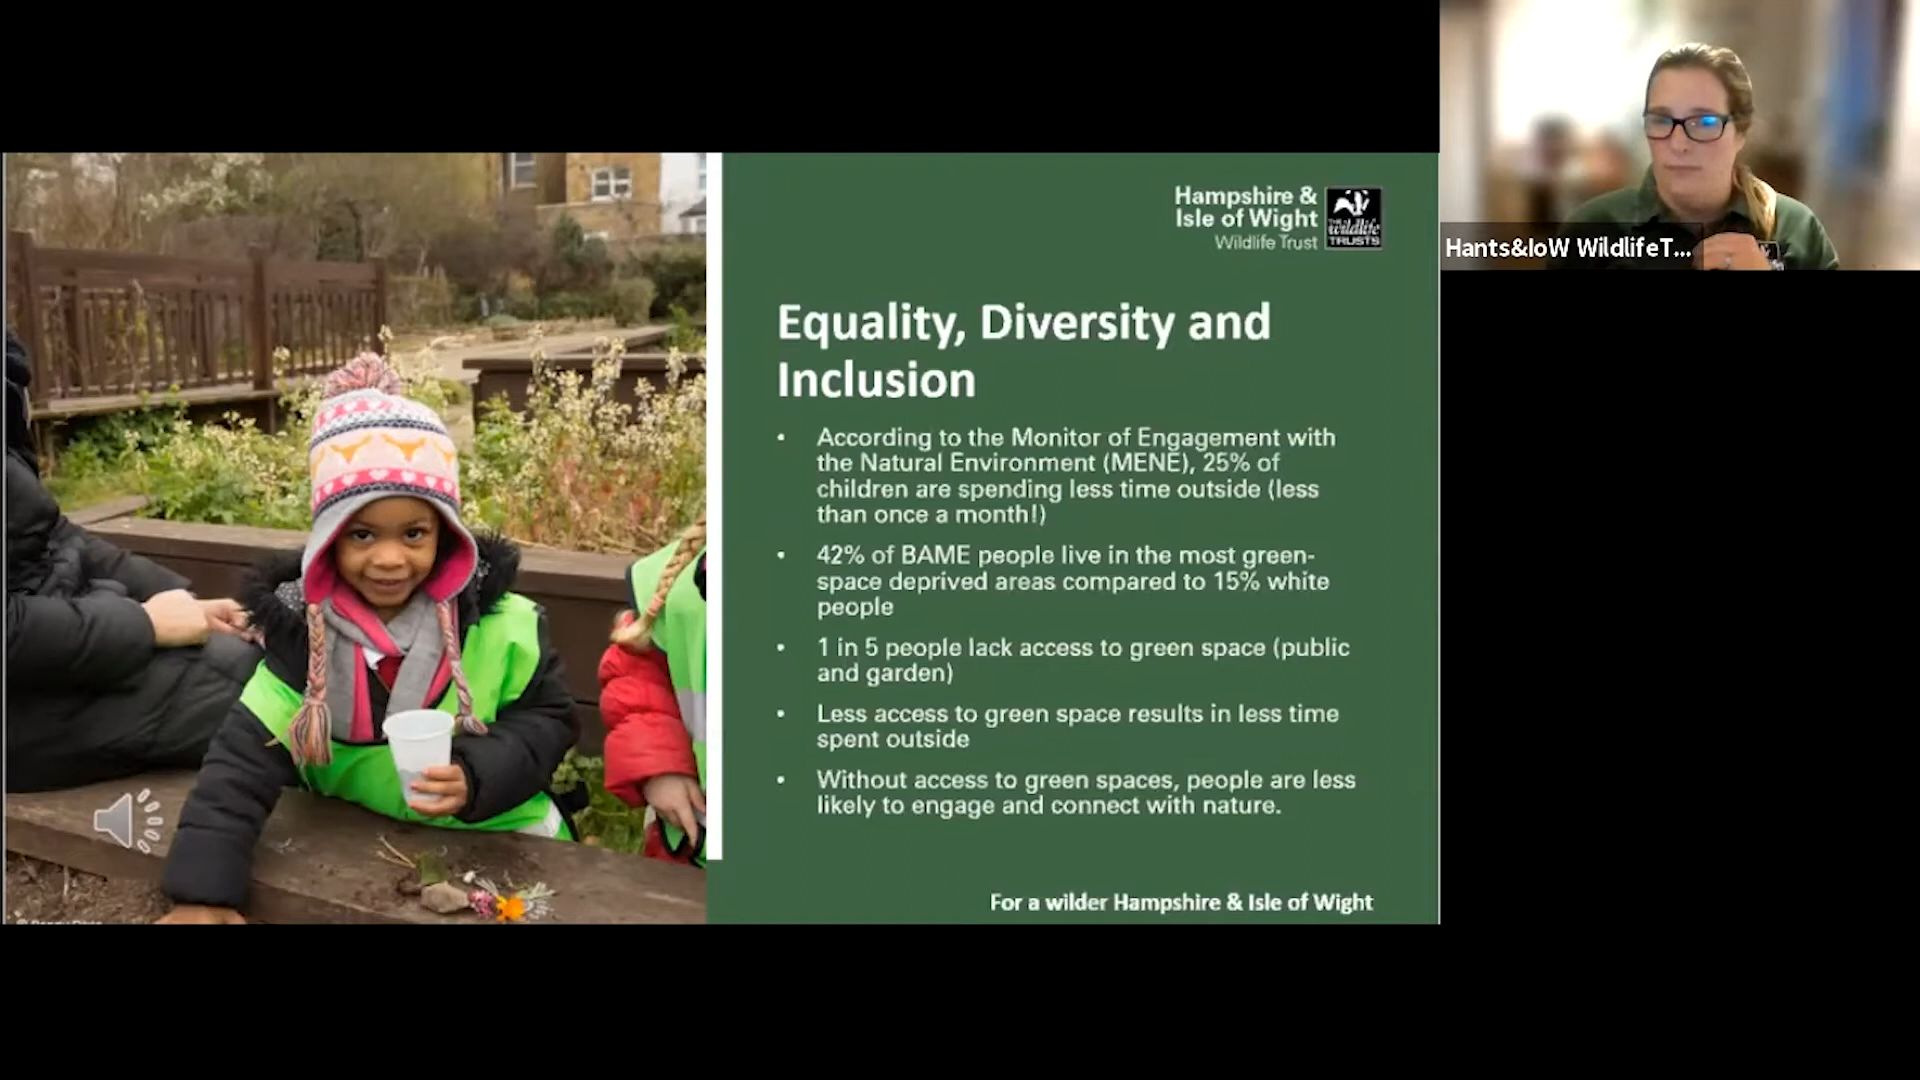 Hampshire &
Isle of Wight
Wildlife Trust
THE
wildlife
TRUSTS
Hants&IoW WildlifeT...
Equality, Diversity and
Inclusion
• According to the Monitor of Engagement with
the Natural Environment (MENE), 25% of
children are spending less time outside (less
than once a month!)
• 42% of BAME people live in the most green-
space deprived areas compared to 15% white
people
• 1 in 5 people lack access to green space (public
and garden)
• Less access to green space results in less time
spent outside
• Without access to green spaces, people are less
likely to engage and connect with nature.
For a wilder Hampshire & Isle of Wight